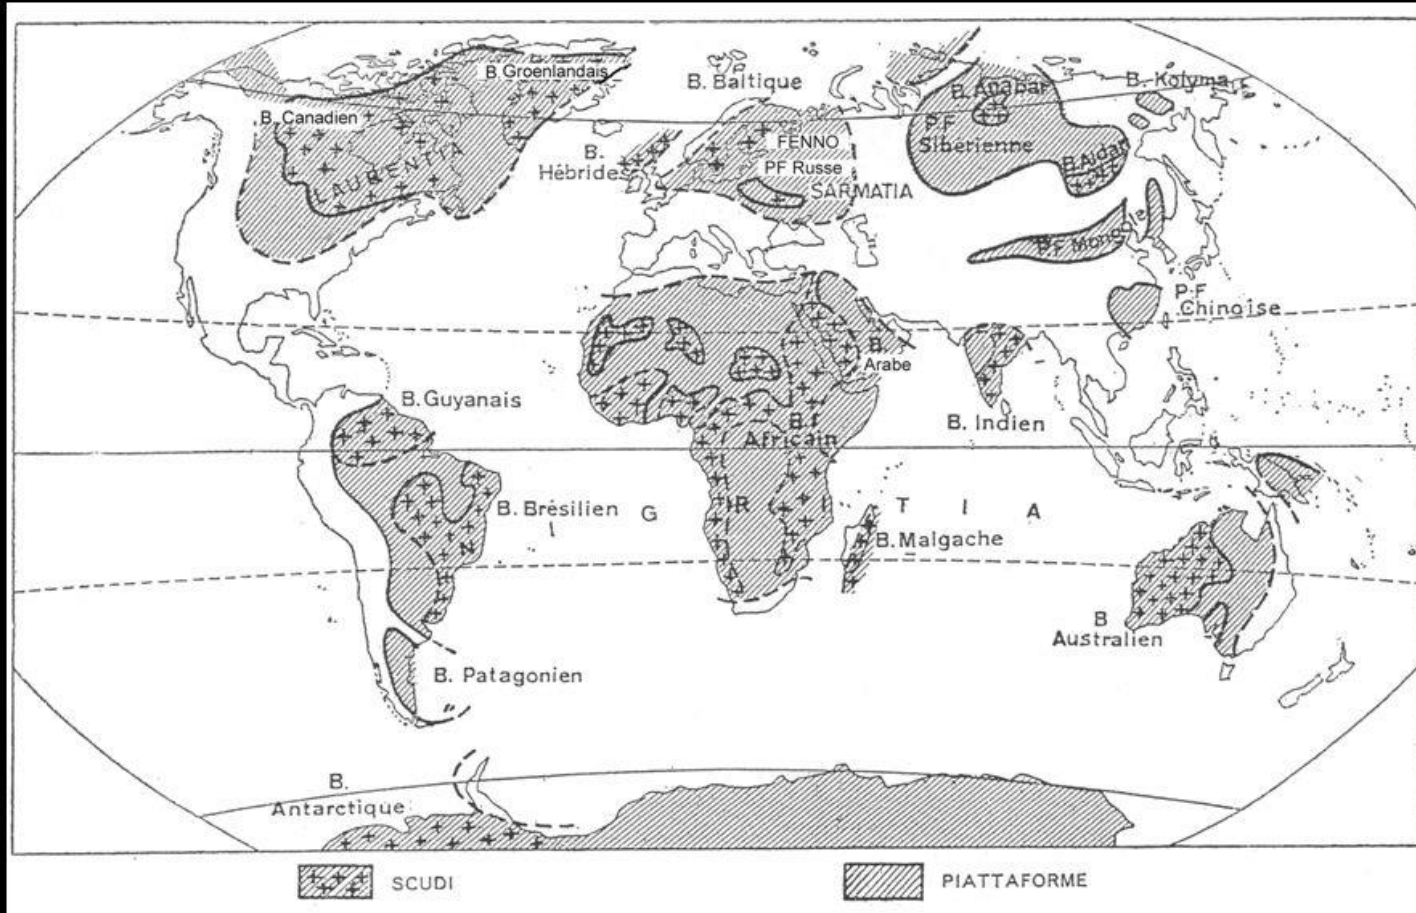 B. Groenlandais
B. Baltique
B. Anabar
B. Kolyma
B. Canadien
LAURENTIA
B.
Hébrides
FENNO
PF Russe
SARMATIA
P.F
Sibérienne
B. Aldan
P.F. Mongole
P.F
Chinoise
B.
Arabe
B. Guyanais
B.
Africain
B. Indien
B. Brésilien
G R I T I A
B. Malgache
B
Australien
B. Patagonien
B.
Antarctique
SCUDI
PIATTAFORME